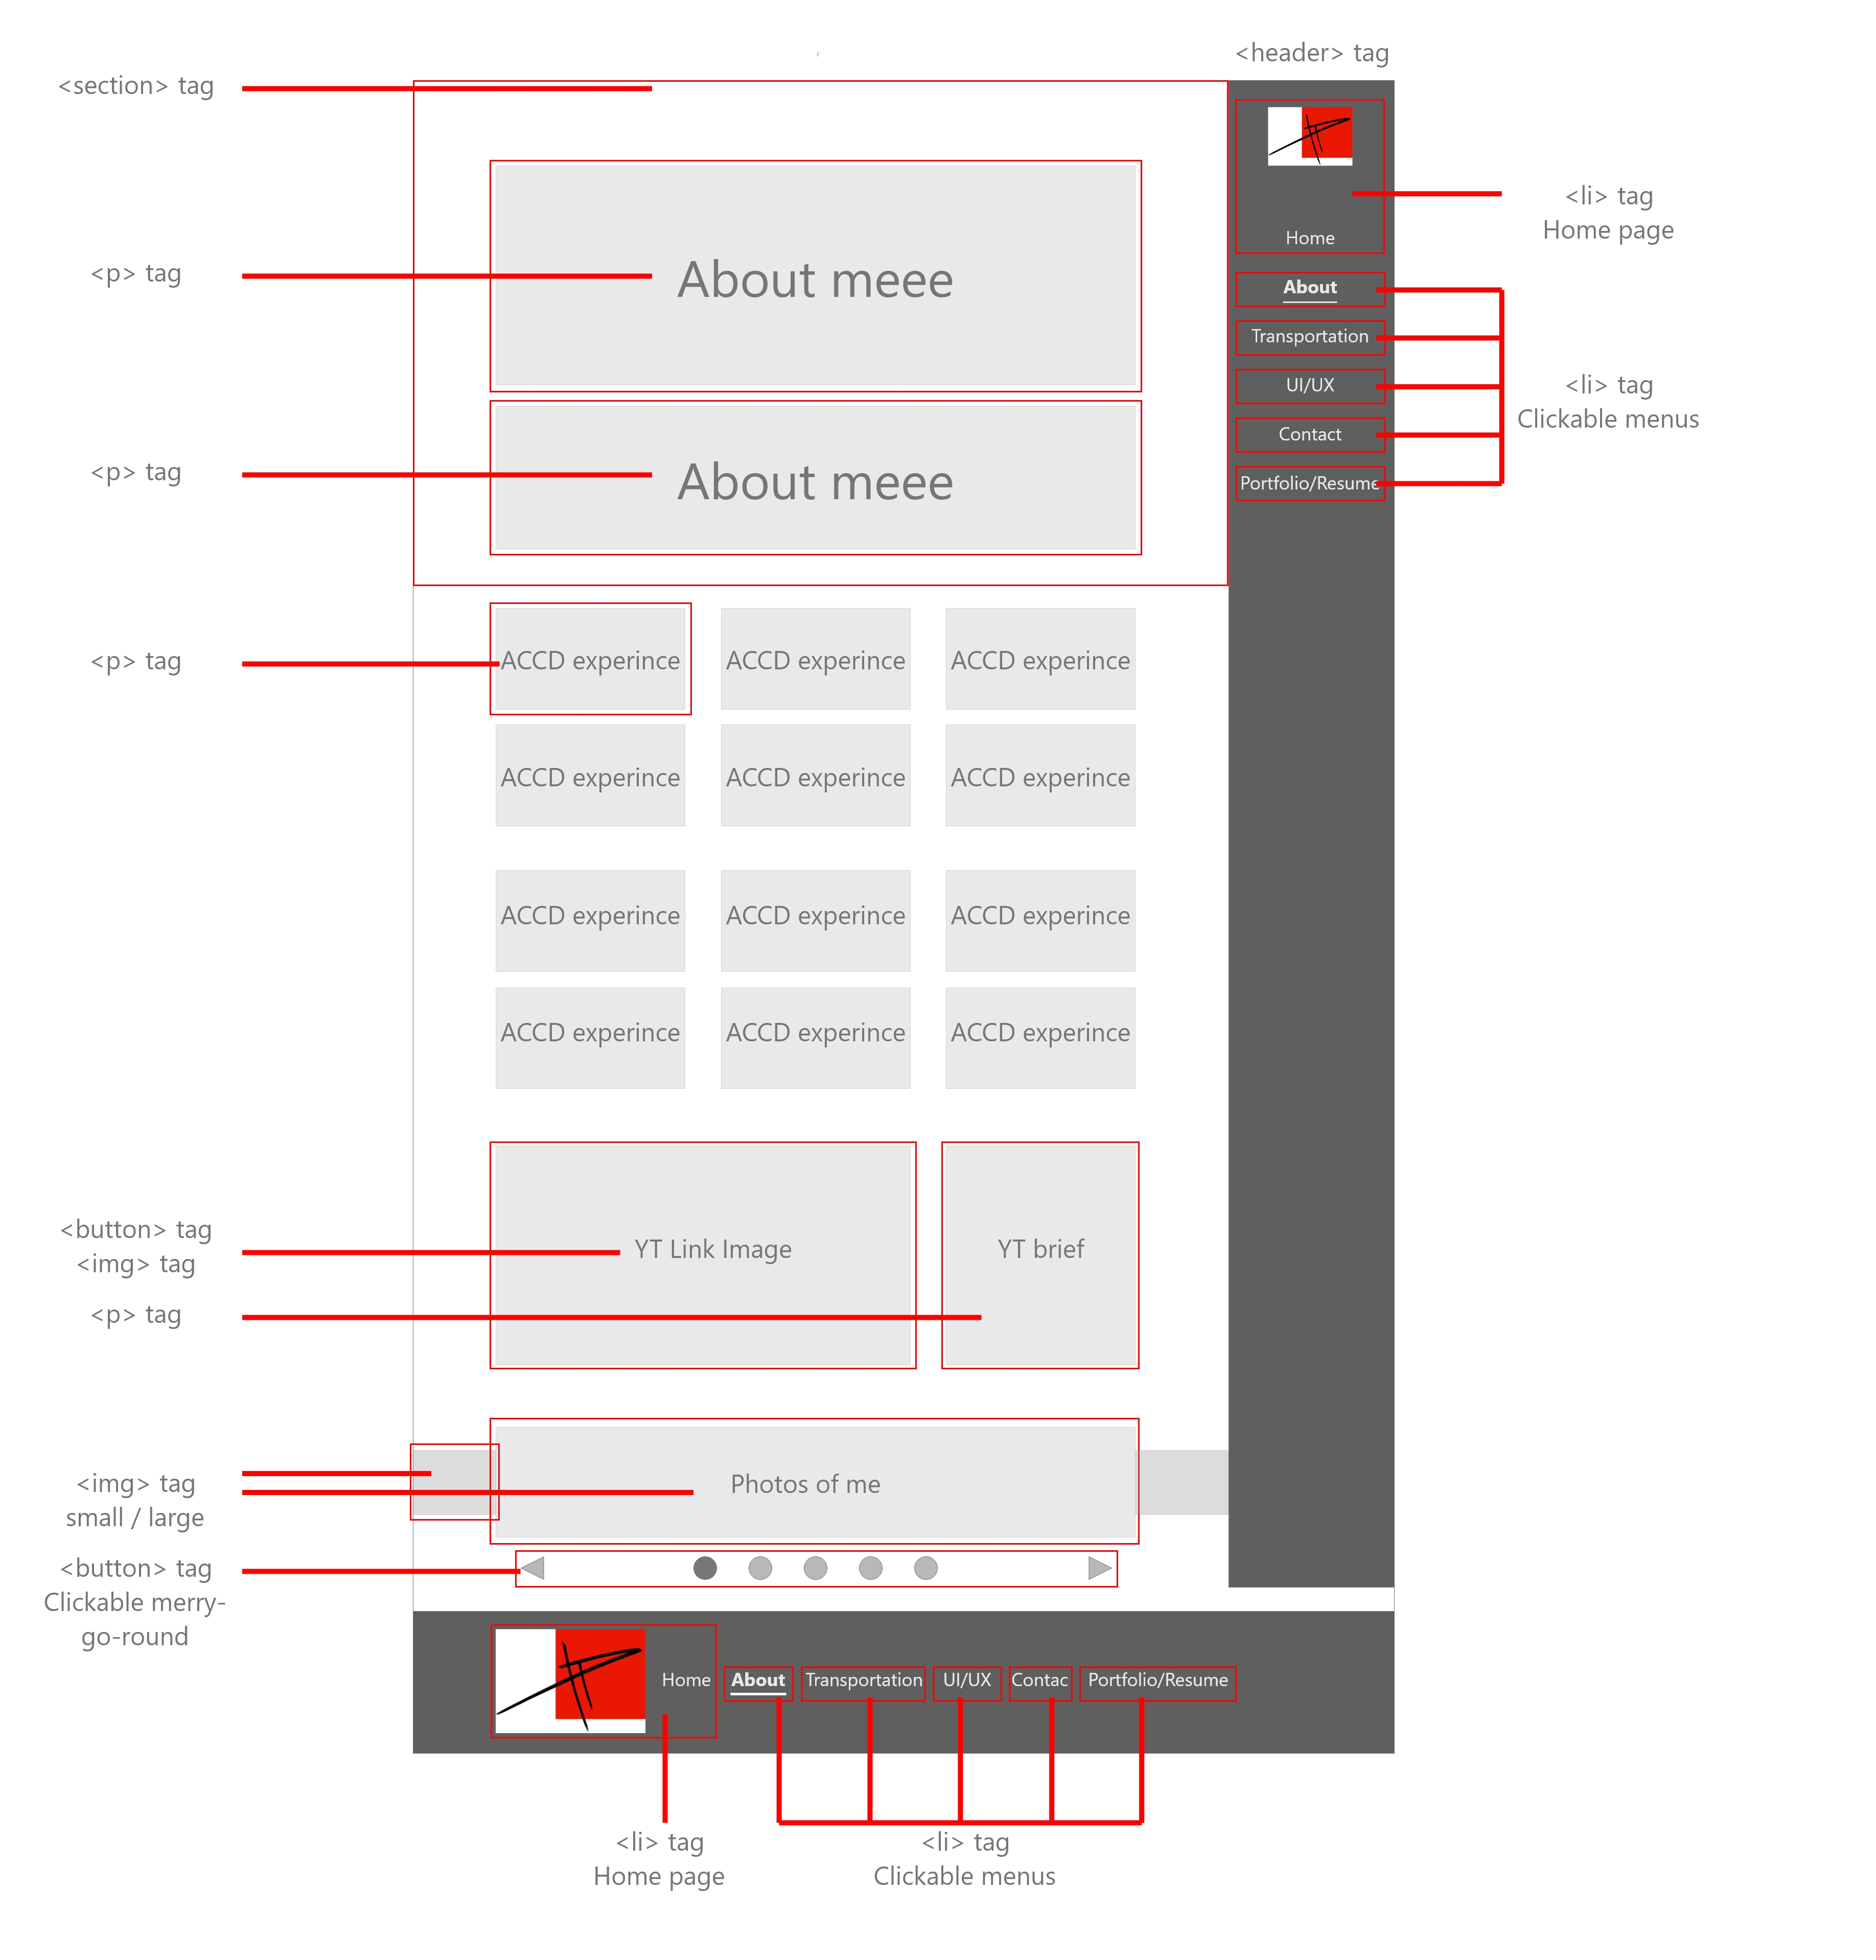 <header> tag
<section> tag
<li> tag
Home page
Home
<p> tag
About meee
About
Transportation
UI/UX
Contact
Portfolio/Resume
<li> tag
Clickable menus
<p> tag
About meee
<p> tag
ACCD experince ACCD experince ACCD experince
ACCD experince ACCD experince ACCD experince
ACCD experince ACCD experince ACCD experince
ACCD experince ACCD experince ACCD experince
<button> tag
<img> tag
YT Link Image
YT brief
<p> tag
<img> tag
small / large
Photos of me
<button> tag
Clickable merry-
go-round
Home About Transportation UI/UX Contac Portfolio/Resume
<li> tag
Home page
<li> tag
Clickable menus